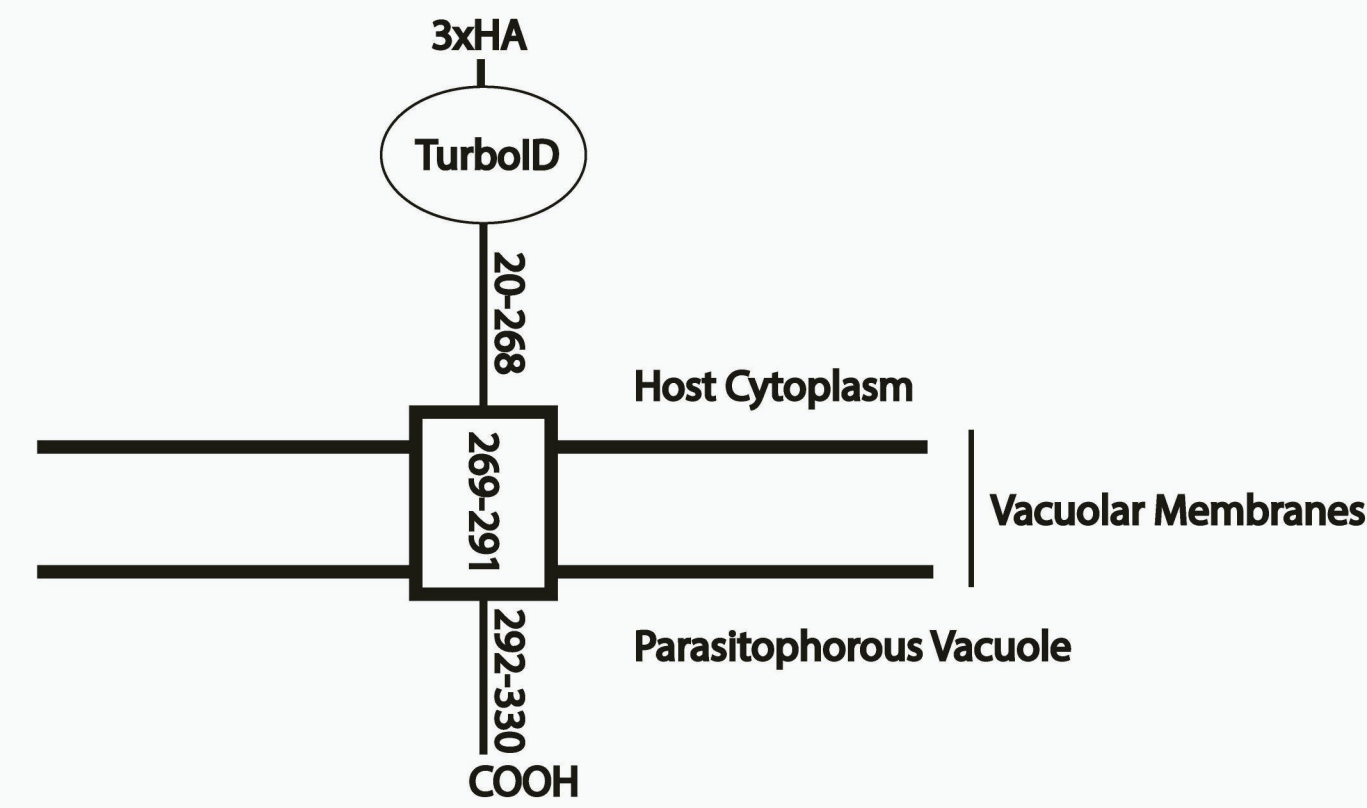 3xHA
TurboID
20-268
Host Cytoplasm
269-291
Vacuolar Membranes
292-330
Parasitophorous Vacuole
COOH